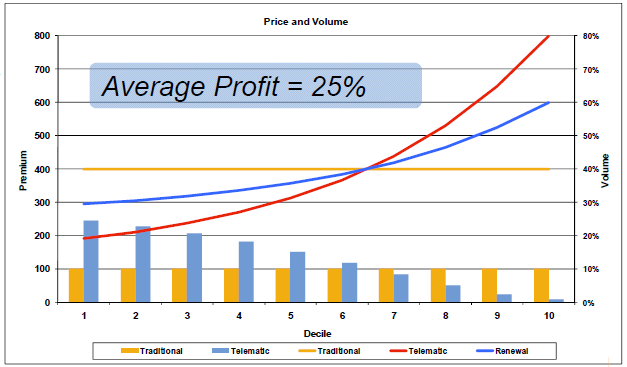 Price and Volume
Average Profit = 25%
Premium
800
700
600
500
400
300
200
100
0
80%
70%
60%
50%
40%
30%
20%
10%
0%
Volume
1 2 3 4 5 6 7 8 9 10
Decile
Traditional Telematic Traditional Telematic Renewal